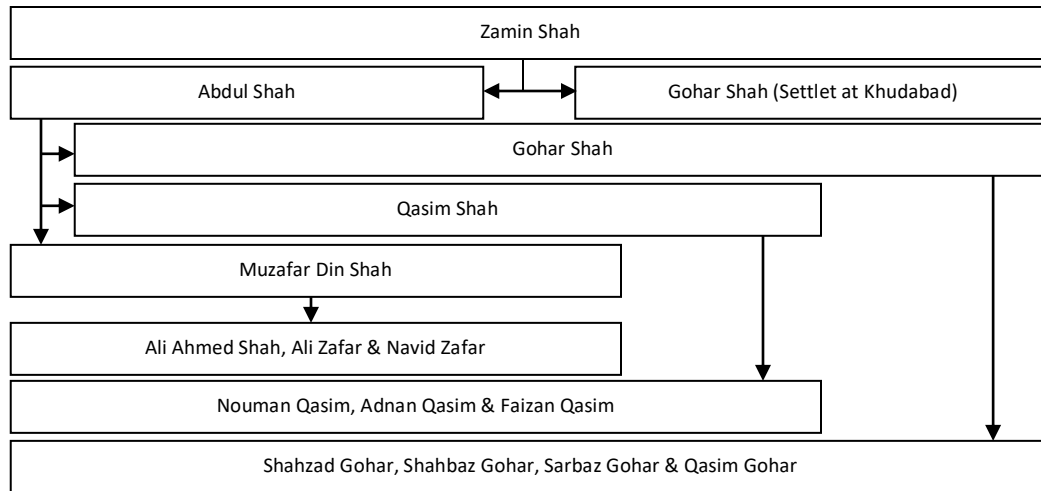 Zamin Shah
Abdul Shah
Gohar Shah (Settlet at Khudabad)
Gohar Shah
Qasim Shah
Muzafar Din Shah
Ali Ahmed Shah, Ali Zafar & Navid Zafar
Nouman Qasim, Adnan Qasim & Faizan Qasim
Shahzad Gohar, Shahbaz Gohar, Sarbaz Gohar & Qasim Gohar